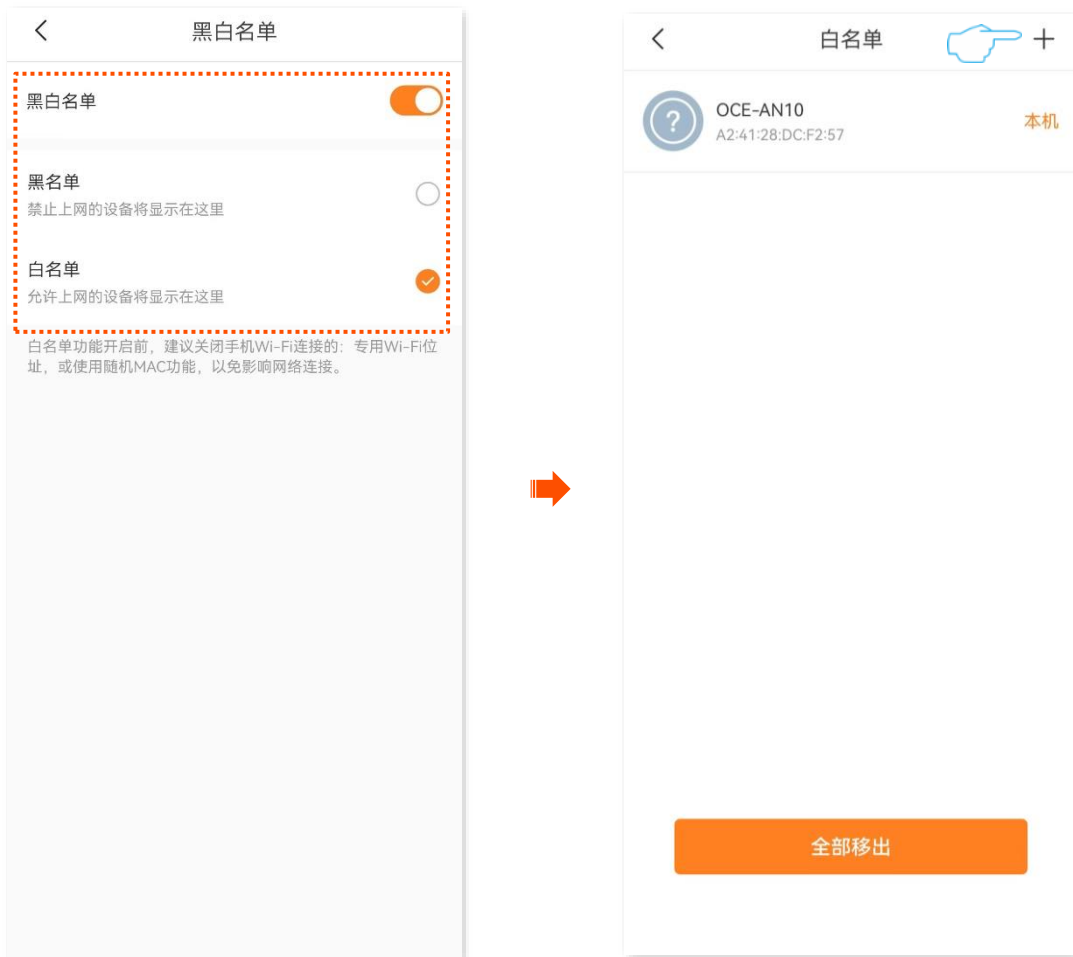 黑白名单
黑白名单
黑名单
禁止上网的设备将显示在这里
白名单
允许上网的设备将显示在这里
白名单功能开启前，建议关闭手机Wi-Fi连接的：专用Wi-Fi位
址，或使用随机MAC功能，以免影响网络连接。
白名单
OCE-AN10
A2:41:28:DC:F2:57
本机
全部移出